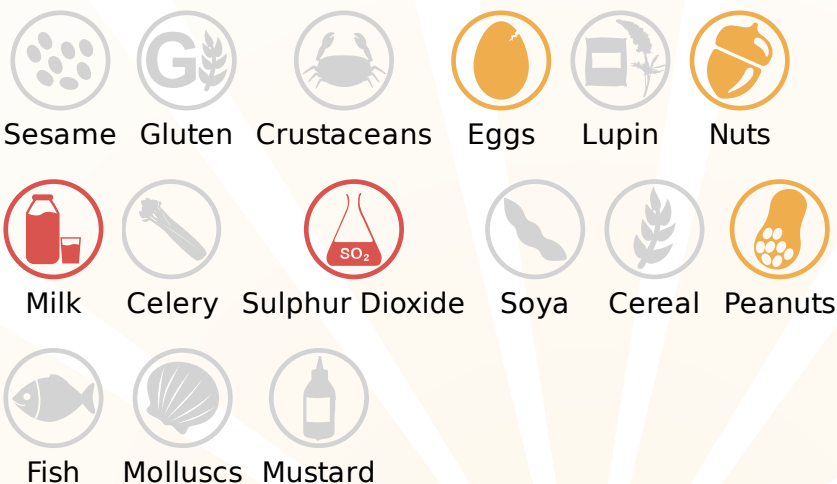 G
Sesame Gluten Crustaceans Eggs Lupin Nuts
SO₂
Milk Celery Sulphur Dioxide Soya Cereal Peanuts
Fish Molluscs Mustard